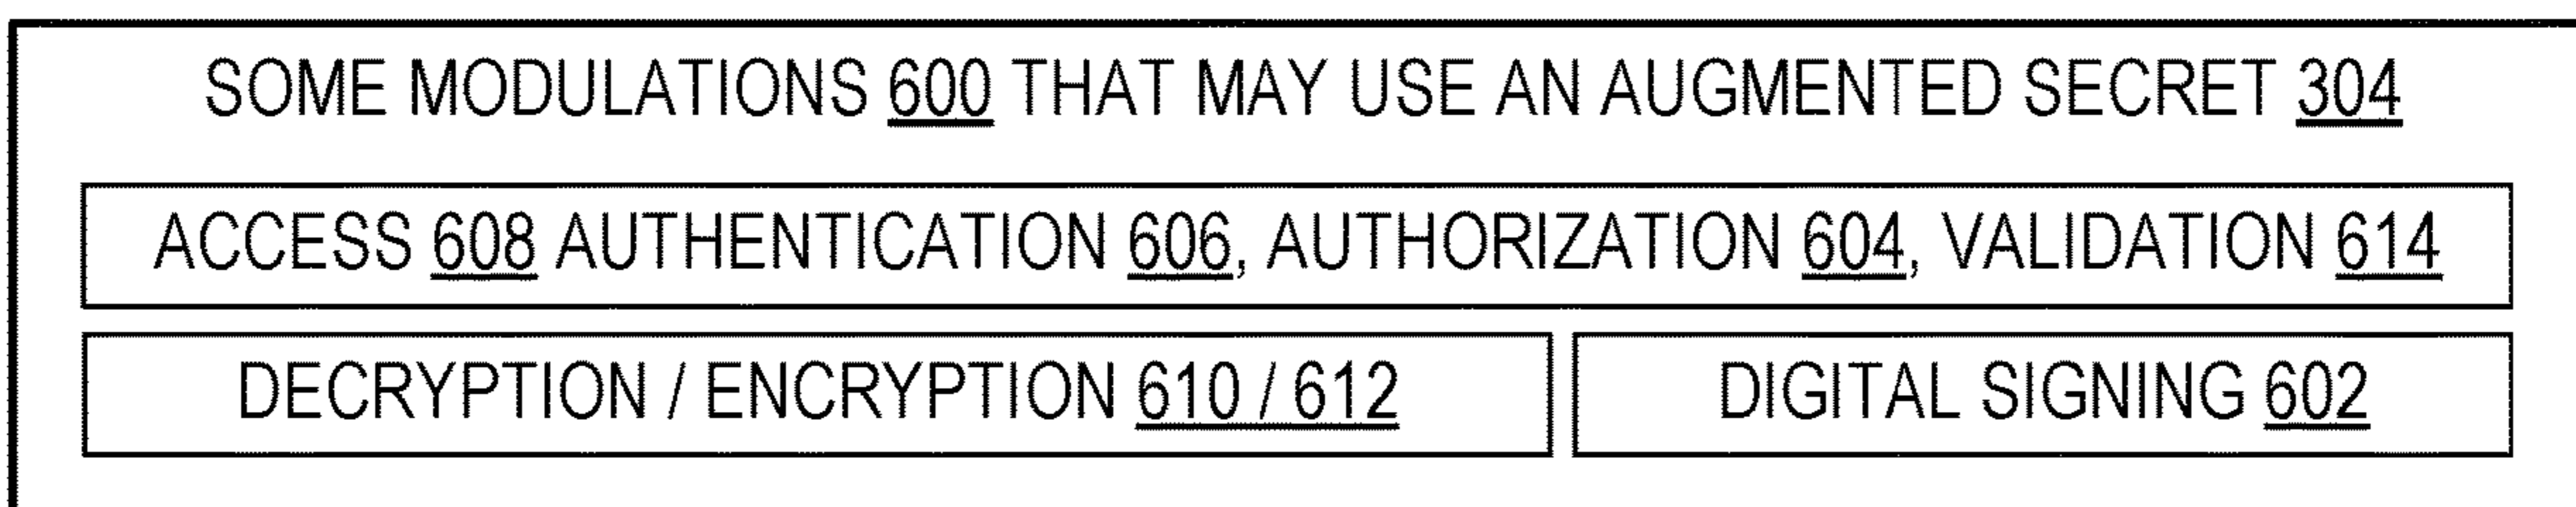 SOME MODULATIONS 600 THAT MAY USE AN AUGMENTED SECRET 304
ACCESS 608 AUTHENTICATION 606, AUTHORIZATION 604, VALIDATION 614
DECRYPTION / ENCRYPTION 610 / 612
DIGITAL SIGNING 602